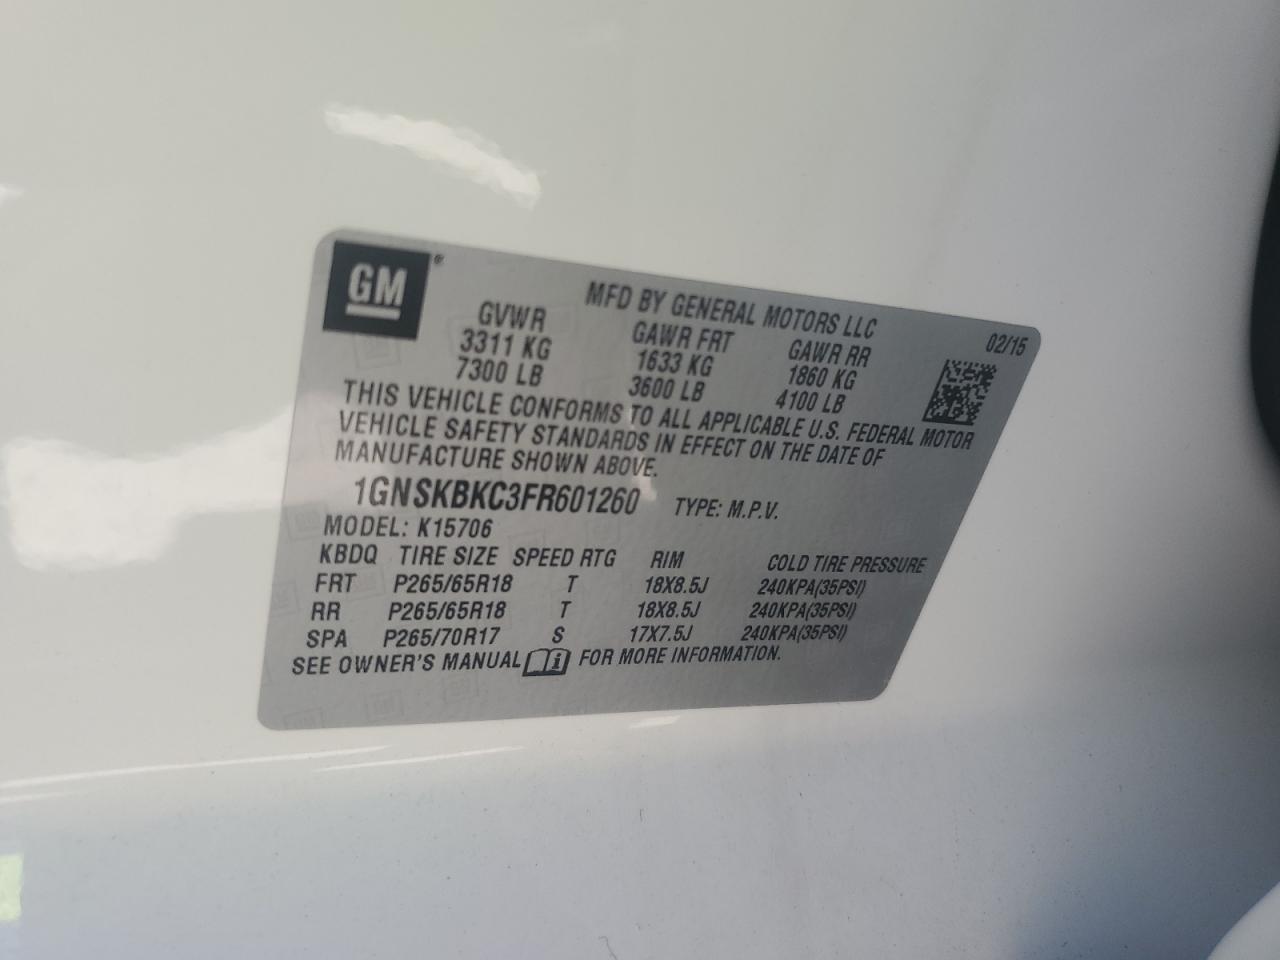 GM®
MFD BY GENERAL MOTORS LLC
02/15
GVWR GAWR FRT GAWR RR
3311 KG 1633 KG 1860 KG
7300 LB 3600 LB 4100 LB
THIS VEHICLE CONFORMS TO ALL APPLICABLE U.S. FEDERAL MOTOR
VEHICLE SAFETY STANDARDS IN EFFECT ON THE DATE OF
MANUFACTURE SHOWN ABOVE.
1GNSKBKC3FR601260 TYPE: M.P.V.
MODEL: K15706
KBDQ TIRE SIZE SPEED RTG RIM COLD TIRE PRESSURE
FRT P265/65R18 T 18X8.5J 240KPA(35PSI)
RR P265/65R18 T 18X8.5J 240KPA(35PSI)
SPA P265/70R17 S 17X7.5J 240KPA(35PSI)
SEE OWNER'S MANUAL i FOR MORE INFORMATION.